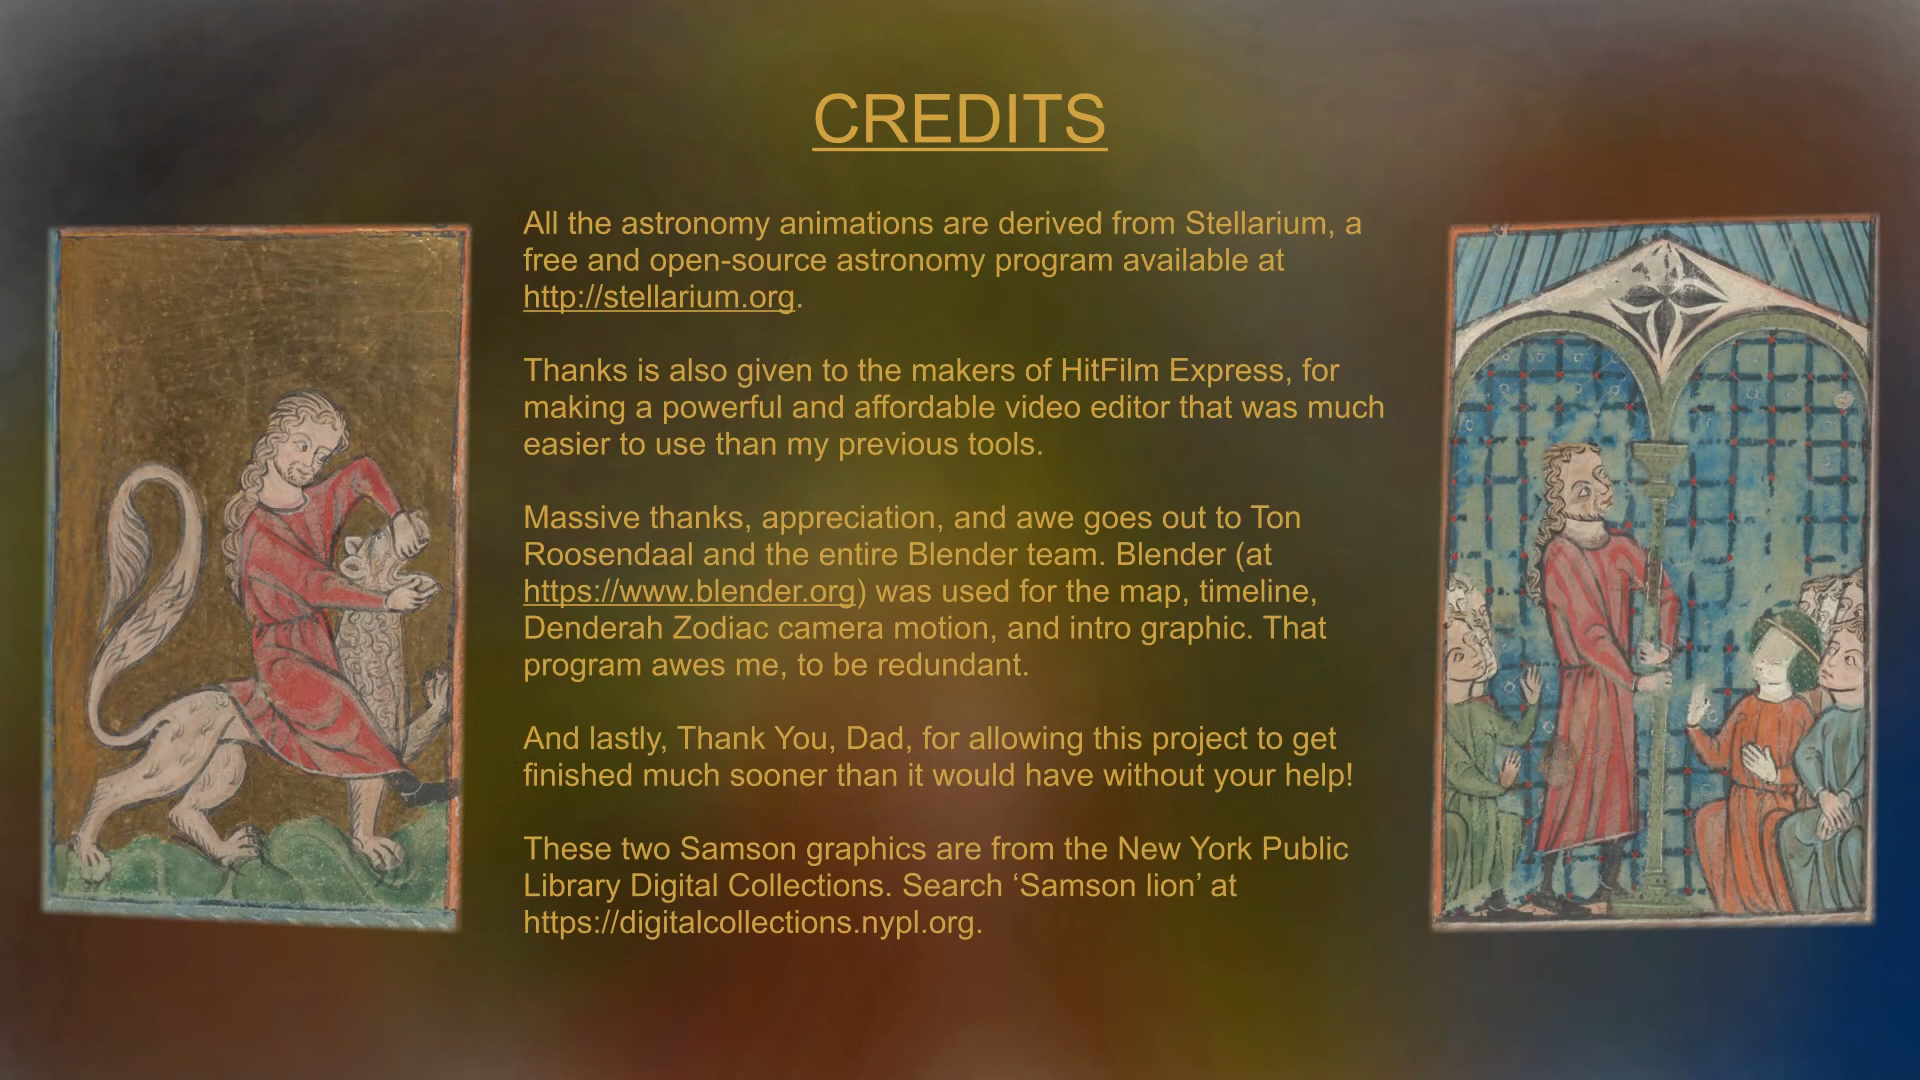 CREDITS
All the astronomy animations are derived from Stellarium, a
free and open-source astronomy program available at
http://stellarium.org.
Thanks is also given to the makers of HitFilm Express, for
making a powerful and affordable video editor that was much
easier to use than my previous tools.
Massive thanks, appreciation, and awe goes out to Ton
Roosendaal and the entire Blender team. Blender (at
https://www.blender.org) was used for the map, timeline,
Denderah Zodiac camera motion, and intro graphic. That
program awes me, to be redundant.
And lastly, Thank You, Dad, for allowing this project to get
finished much sooner than it would have without your help!
These two Samson graphics are from the New York Public
Library Digital Collections. Search ‘Samson lion’ at
https://digitalcollections.nypl.org.